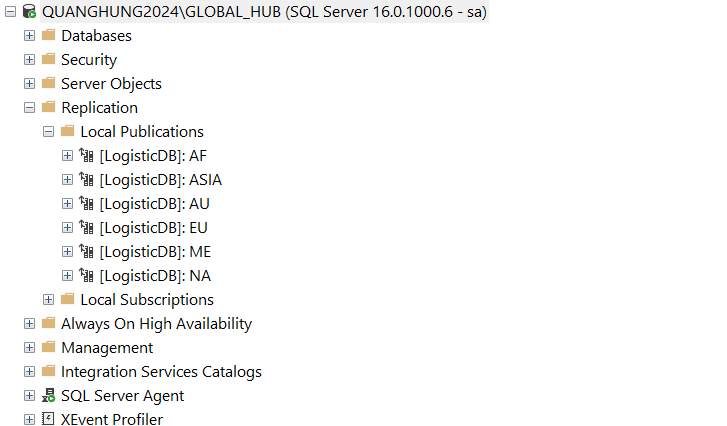 QUANGHUNG2024\GLOBAL_HUB (SQL Server 16.0.1000.6 - sa)
Databases
Security
Server Objects
Replication
Local Publications
[LogisticDB]: AF
[LogisticDB]: ASIA
[LogisticDB]: AU
[LogisticDB]: EU
[LogisticDB]: ME
[LogisticDB]: NA
Local Subscriptions
Always On High Availability
Management
Integration Services Catalogs
SQL Server Agent
XEvent Profiler